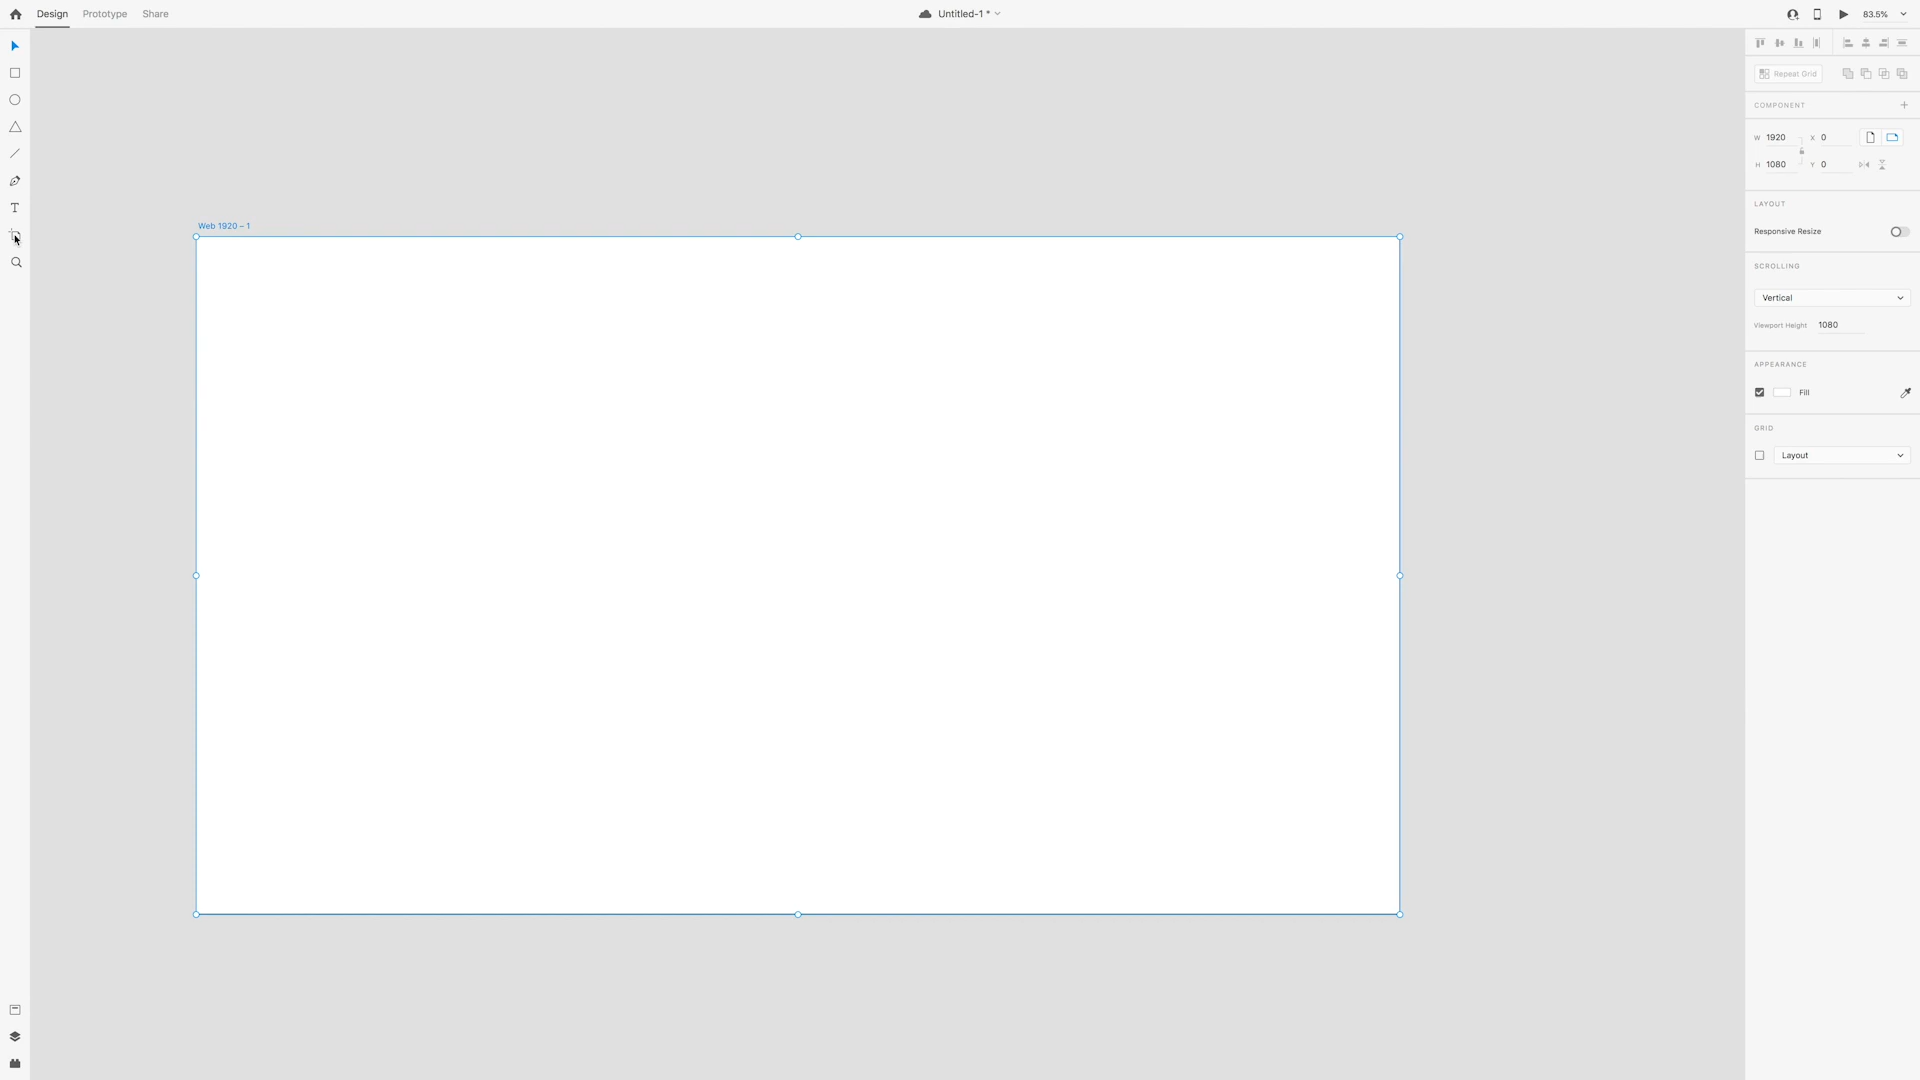 Design Prototype Share
Untitled-1 *
83.5%
Repeat Grid
COMPONENT
W 1920 X 0
H 1080 Y 0
LAYOUT
Responsive Resize
SCROLLING
Vertical
Viewport Height 1080
APPEARANCE
Fill
GRID
Layout
T
Web 1920 – 1